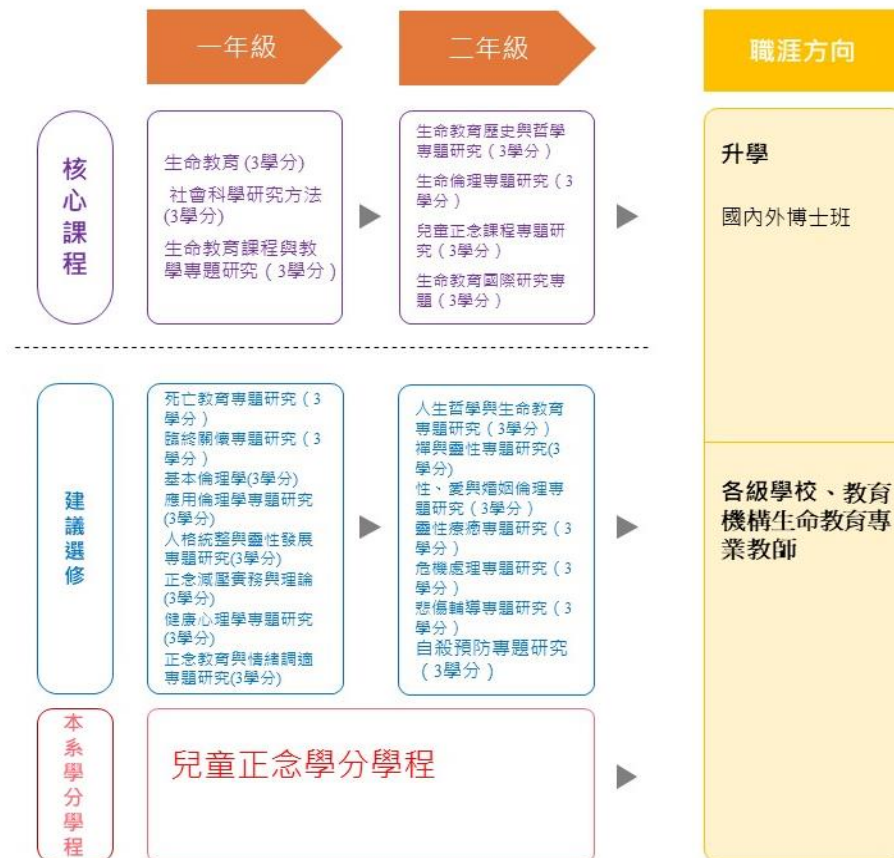 一年級
二年級
職涯方向
核心課程
生命教育 (3學分)
社會科學研究方法
(3學分)
生命教育課程與教
學專題研究（3學分）
生命教育歷史與哲學
專題研究（3學分）
生命倫理專題研究（3
學分）
兒童正念課程專題研
究（3學分）
生命教育國際研究專
題（3學分）
升學
國內外博士班
建議選修
死亡教育專題研究（3
學分）
臨終關懷專題研究（3
學分）
基本倫理學(3學分)
應用倫理學專題研究
(3學分)
人格統整與靈性發展
專題研究(3學分)
正念減壓實務與理論
(3學分)
健康心理學專題研究
(3學分)
正念教育與情緒調適
專題研究(3學分)
人生哲學與生命教育
專題研究（3學分）
禪與靈性專題研究(3
學分)
性、愛與婚姻倫理專
題研究（3學分）
靈性療癒專題研究（3
學分）
危機處理專題研究（3
學分）
悲傷輔導專題研究（3
學分）
自殺預防專題研究
（3學分）
各級學校、教育
機構生命教育專
業教師
本系學分學程
兒童正念學分學程